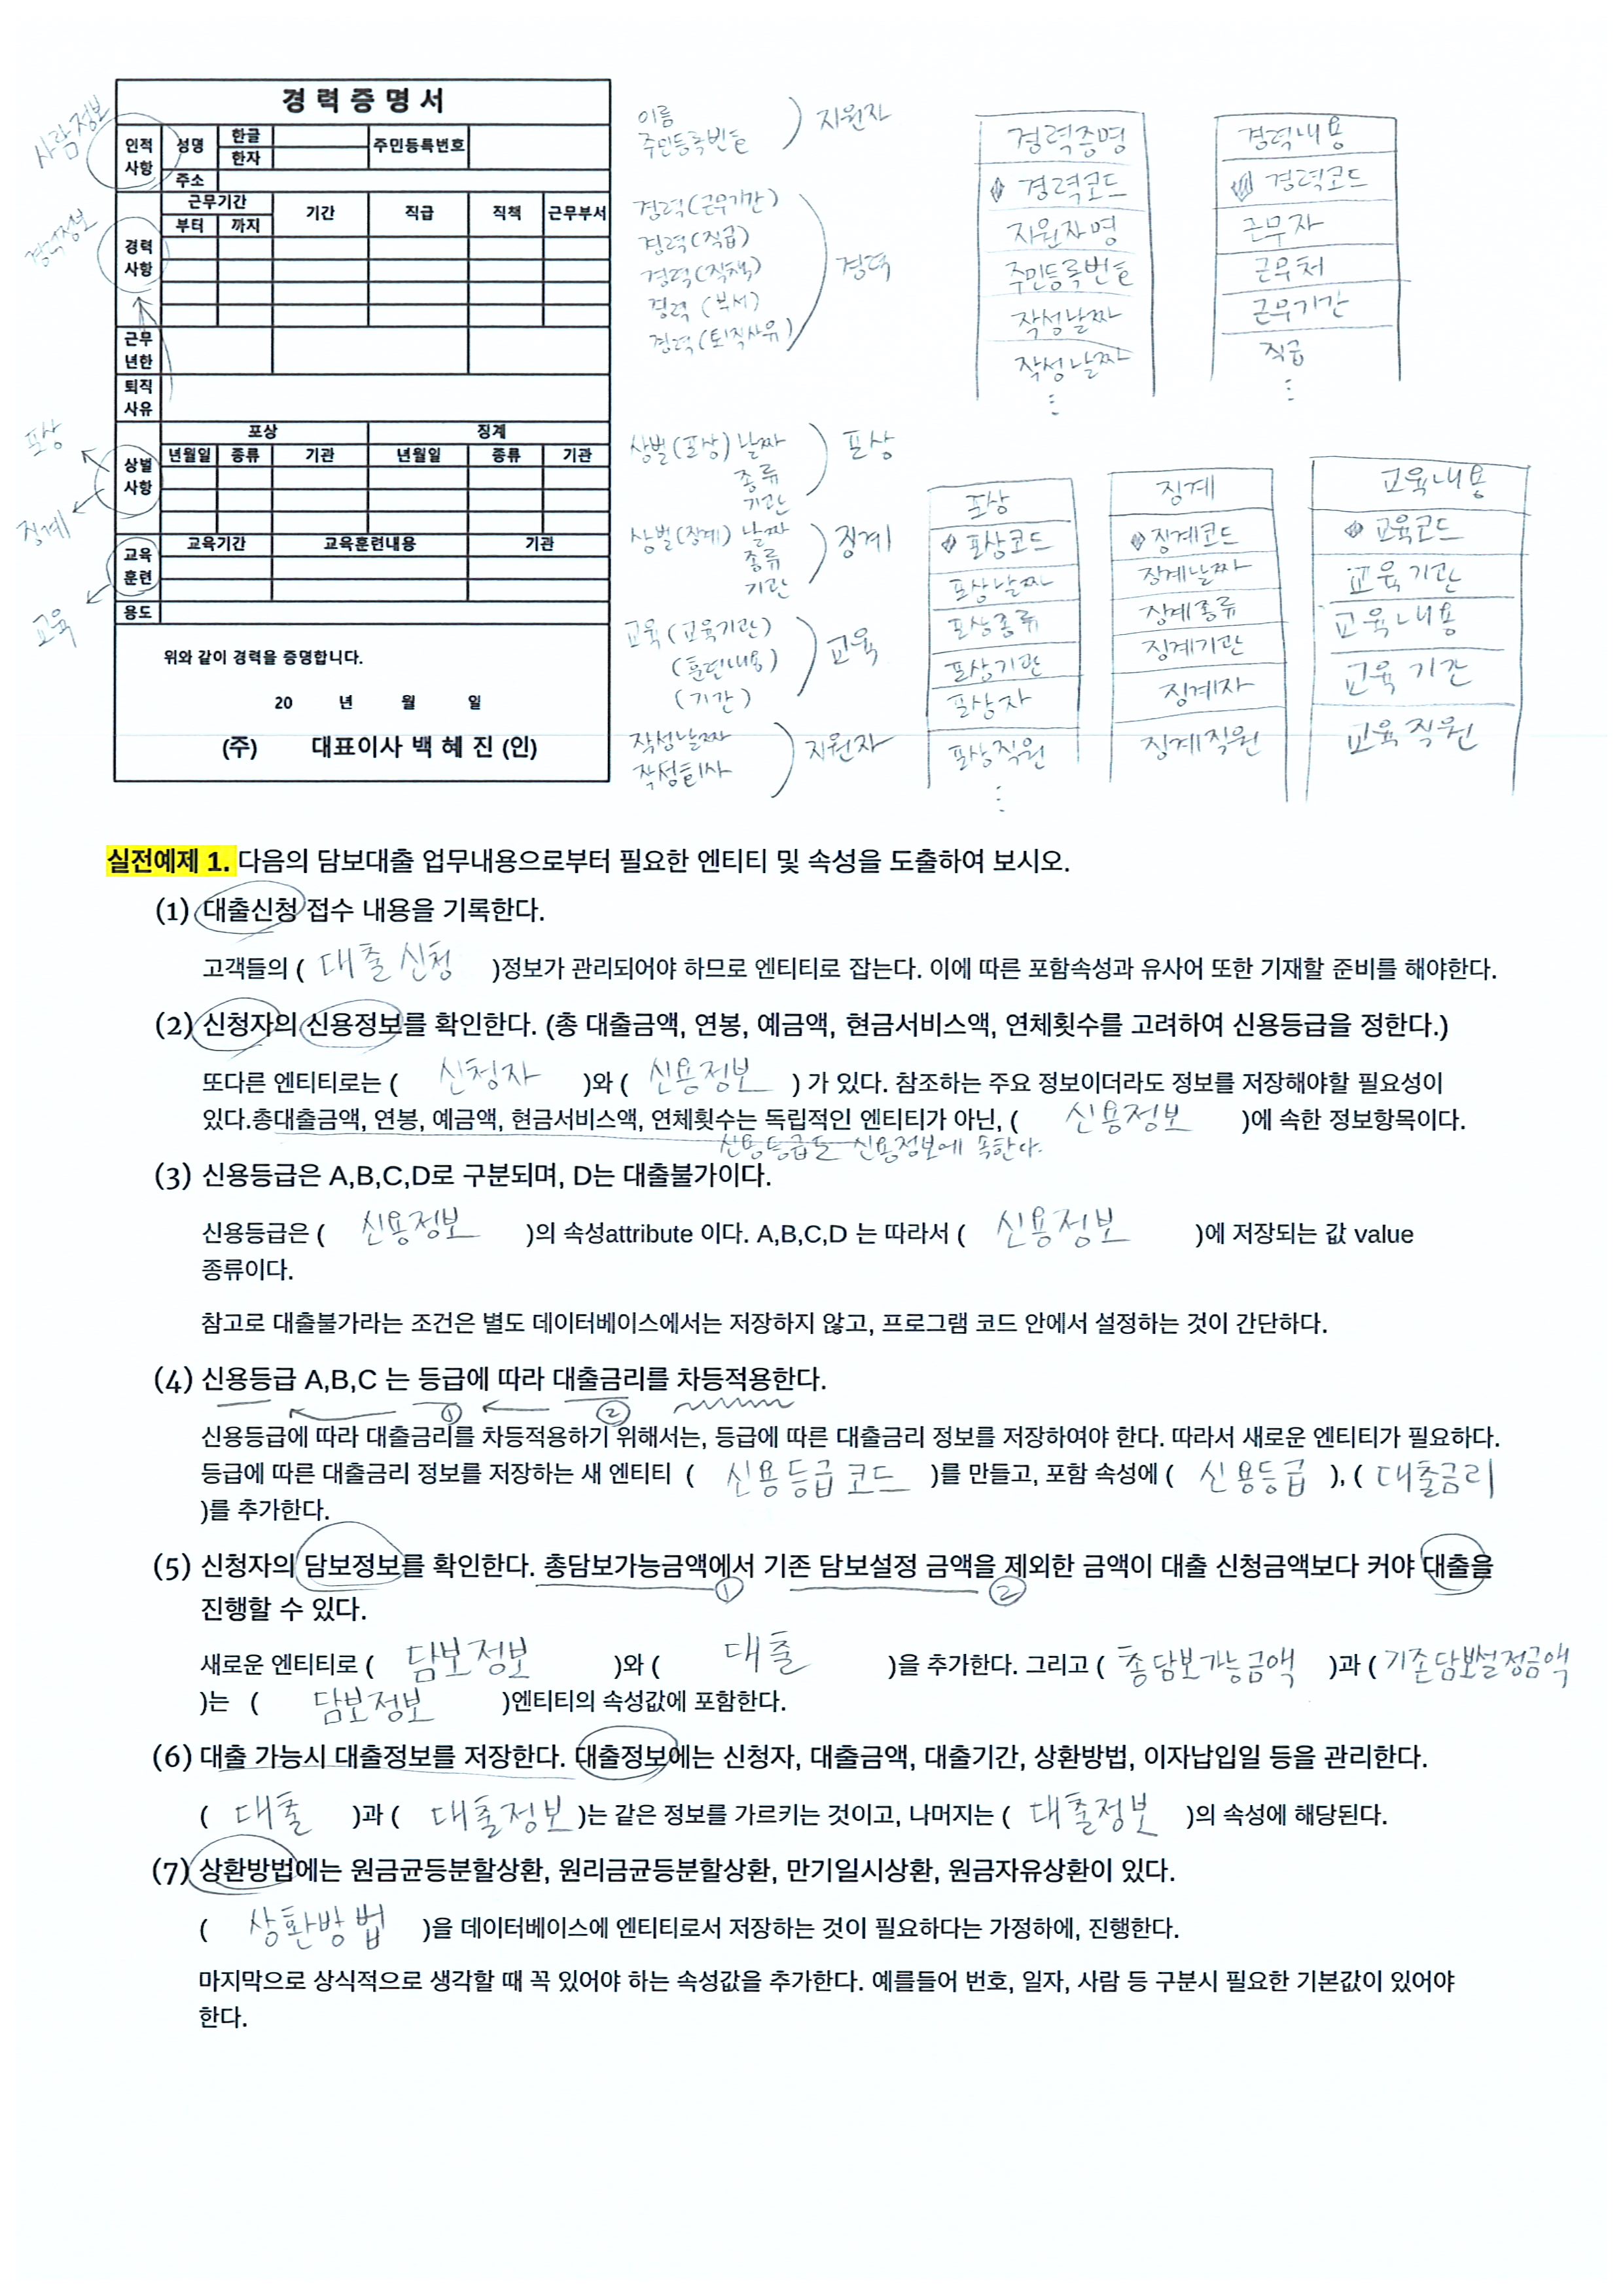 경 력 증 명 서
인적
사항
성명
한글
한자
주민등록번호
주소
경력
사항
근무기간
부터
까지
기간
직급
직책
근무부서
근무
년한
퇴직
사유
상벌
사항
포상
징계
년월일
종류
기관
년월일
종류
기관
교육
훈련
교육기간
교육훈련내용
기관
용도
위와 같이 경력을 증명합니다.
20 년 월 일
(주) 대표이사 백 혜 진 (인)
사람정보
경력정보
포상
징계
교육
이름
주민등록번호
지원자
경력(근무기간)
경력(직급)
경력(직책)
경력 (부서)
경력(퇴직사유)
경력
상벌(포상) 날짜
종류
기관
포상
상벌(징계) 날짜
종류
기관
징계
교육(교육기관)
(훈련내용)
(기간)
교육
작성날짜
작성회사
지원자
경력증명
경력코드
지원자명
주민등록번호
작성날짜
작성날짜
경력내용
경력코드
근무자
근무처
근무기간
직급
포상
포상코드
포상날짜
포상종류
포상기관
포상자
포상직원
징계
징계코드
징계날짜
징계종류
징계기관
징계자
징계직원
교육내용
교육코드
교육기관
교육내용
교육 기간
교육직원
실전예제 1. 다음의 담보대출 업무내용으로부터 필요한 엔티티 및 속성을 도출하여 보시오.
(1) 대출신청 접수 내용을 기록한다.
고객들의 ( 대출신청 )정보가 관리되어야 하므로 엔티티로 잡는다. 이에 따른 포함속성과 유사어 또한 기재할 준비를 해야한다.
(2) 신청자의 신용정보를 확인한다. (총 대출금액, 연봉, 예금액, 현금서비스액, 연체횟수를 고려하여 신용등급을 정한다.)
또다른 엔티티로는 ( 신청자 )와 ( 신용정보 ) 가 있다. 참조하는 주요 정보이더라도 정보를 저장해야할 필요성이
있다.총대출금액, 연봉, 예금액, 현금서비스액, 연체횟수는 독립적인 엔티티가 아닌, ( 신용정보 )에 속한 정보항목이다.
신용등급도 신용정보에 속한다.
(3) 신용등급은 A,B,C,D로 구분되며, D는 대출불가이다.
신용등급은 ( 신용정보 )의 속성attribute 이다. A,B,C,D 는 따라서 ( 신용정보 )에 저장되는 값 value
종류이다.
참고로 대출불가라는 조건은 별도 데이터베이스에서는 저장하지 않고, 프로그램 코드 안에서 설정하는 것이 간단하다.
(4) 신용등급 A,B,C 는 등급에 따라 대출금리를 차등적용한다.
① ②
신용등급에 따라 대출금리를 차등적용하기 위해서는, 등급에 따른 대출금리 정보를 저장하여야 한다. 따라서 새로운 엔티티가 필요하다.
등급에 따른 대출금리 정보를 저장하는 새 엔티티 ( 신용등급코드 )를 만들고, 포함 속성에 ( 신용등급 ), ( 대출금리
)를 추가한다.
(5) 신청자의 담보정보를 확인한다. 총담보가능금액에서 기존 담보설정 금액을 제외한 금액이 대출 신청금액보다 커야 대출을
① ②
진행할 수 있다.
새로운 엔티티로 ( 담보정보 )와 ( 대출 )을 추가한다. 그리고 ( 총담보가능금액 )과 ( 기존담보설정금액
)는 ( 담보정보 )엔티티의 속성값에 포함한다.
(6) 대출 가능시 대출정보를 저장한다. 대출정보에는 신청자, 대출금액, 대출기간, 상환방법, 이자납입일 등을 관리한다.
( 대출 )과 ( 대출정보 )는 같은 정보를 가르키는 것이고, 나머지는 ( 대출정보 )의 속성에 해당된다.
(7) 상환방법에는 원금균등분할상환, 원리금균등분할상환, 만기일시상환, 원금자유상환이 있다.
( 상환방법 )을 데이터베이스에 엔티티로서 저장하는 것이 필요하다는 가정하에, 진행한다.
마지막으로 상식적으로 생각할 때 꼭 있어야 하는 속성값을 추가한다. 예를들어 번호, 일자, 사람 등 구분시 필요한 기본값이 있어야
한다.